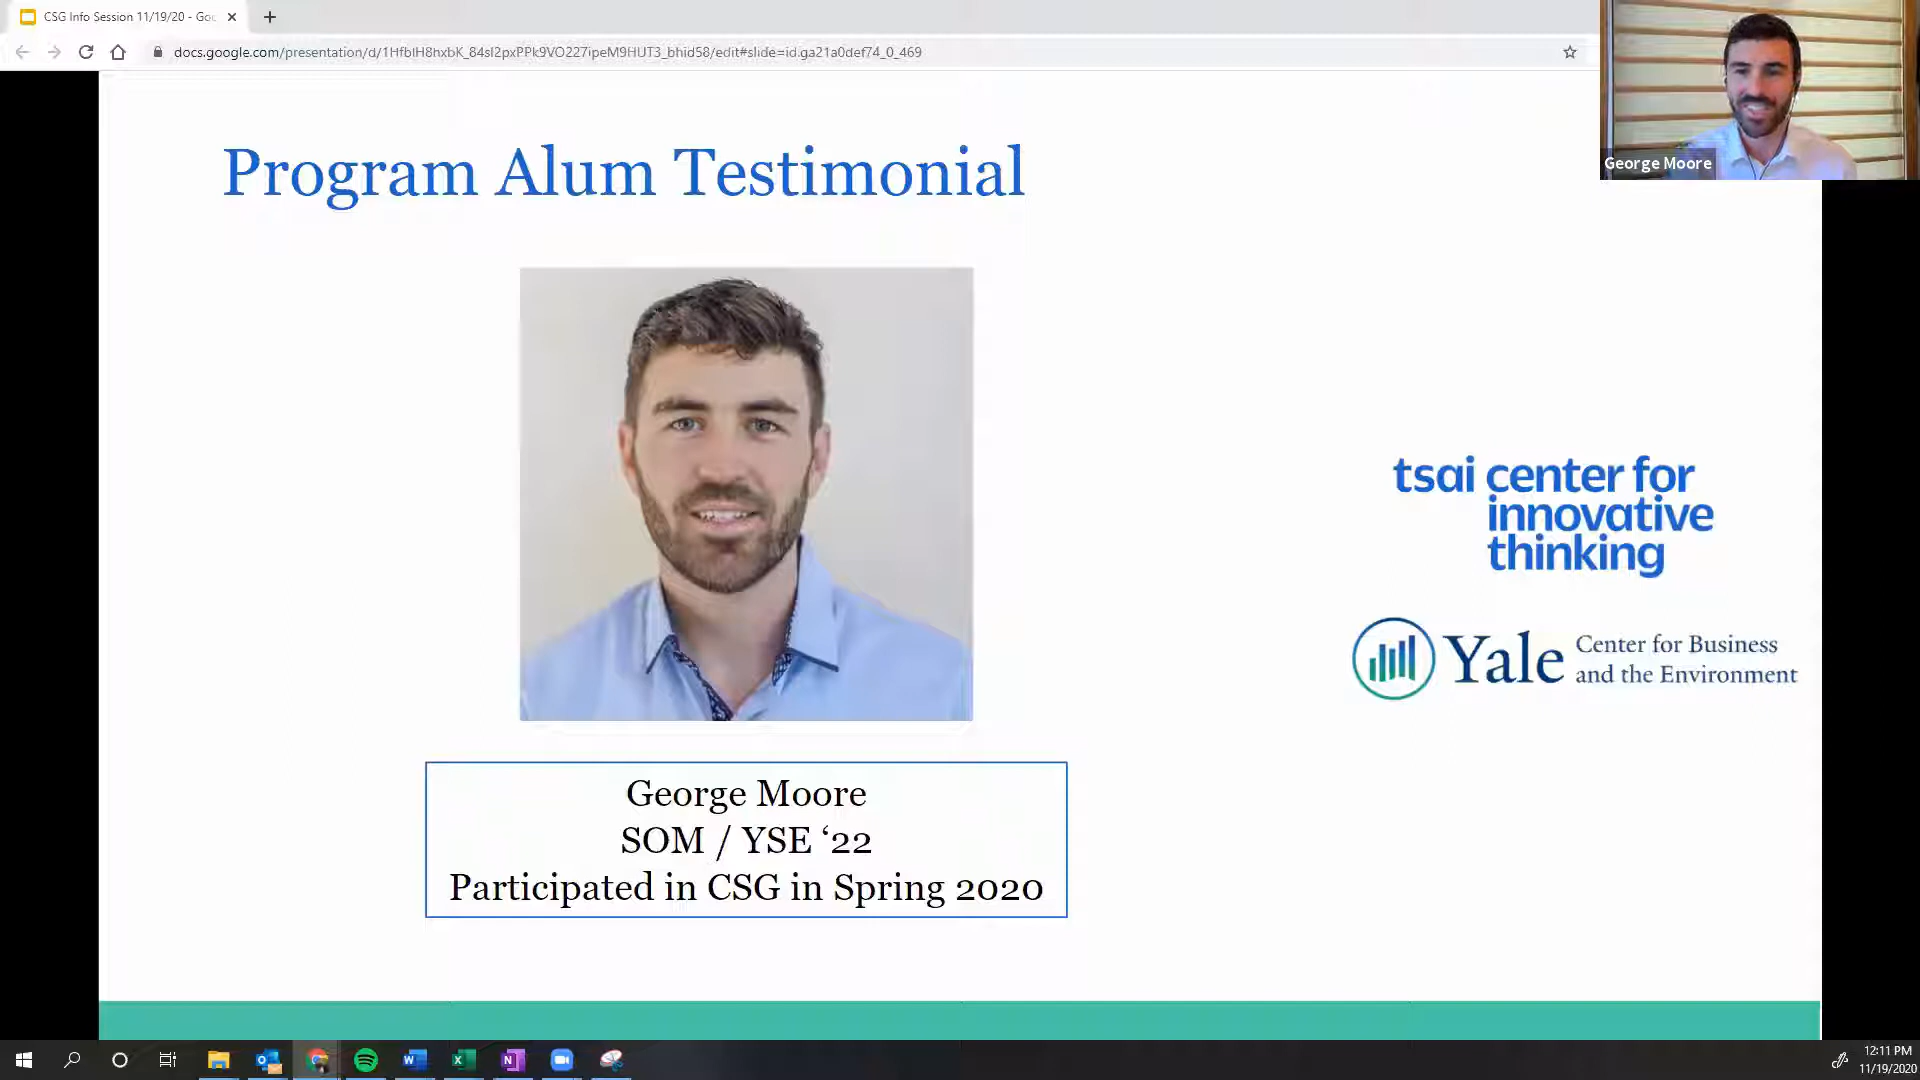 CSG Info Session 11/19/20 - Goo
docs.google.com/presentation/d/1HfbIH8hxbK_84sI2pxPPk9VO227ipeM9HUT3_bhid58/edit#slide=id.ga21a0def74_0_469
George Moore
Program Alum Testimonial
tsai center for
innovative
thinking
Yale Center for Business
and the Environment
George Moore
SOM / YSE ‘22
Participated in CSG in Spring 2020
12:11 PM
11/19/2020